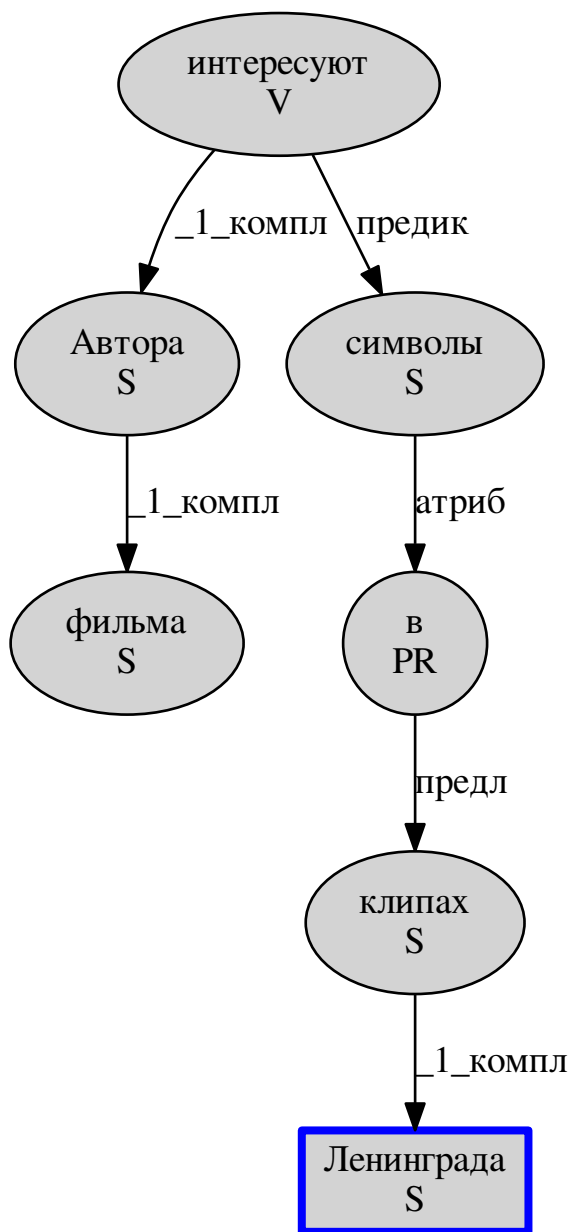 интересуют
V
_1_компл
предик
Автора
S
символы
S
_1_компл
атриб
фильма
S
в
PR
предл
клипах
S
_1_компл
Ленинграда
S